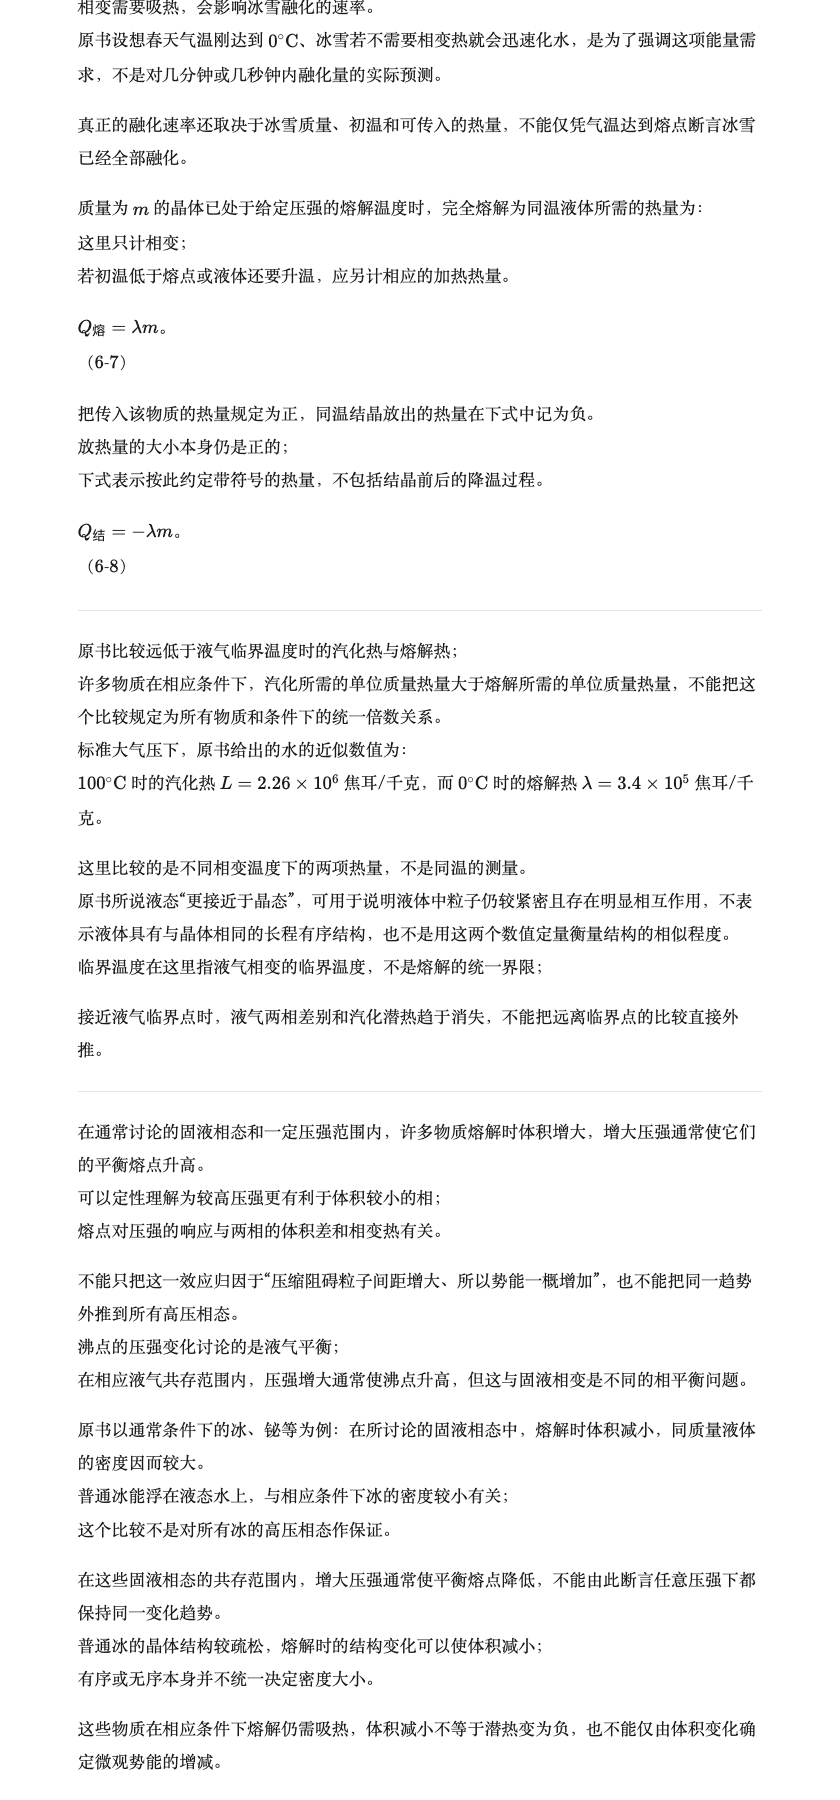 相变需要吸热，会影响冰雪融化的速率。
原书设想春天气温刚达到 0°C、冰雪若不需要相变热就会迅速化水，是为了强调这项能量需
求，不是对几分钟或几秒钟内融化量的实际预测。
真正的融化速率还取决于冰雪质量、初温和可传入的热量，不能仅凭气温达到熔点断言冰雪
已经全部融化。
质量为 m 的晶体已处于给定压强的熔解温度时，完全熔解为同温液体所需的热量为：
这里只计相变；
若初温低于熔点或液体还要升温，应另计相应的加热热量。
Q熔 = λm。
（6-7）
把传入该物质的热量规定为正，同温结晶放出的热量在下式中记为负。
放热量的大小本身仍是正的；
下式表示按此约定带符号的热量，不包括结晶前后的降温过程。
Q结 = −λm。
（6-8）
原书比较远低于液气临界温度时的汽化热与熔解热；
许多物质在相应条件下，汽化所需的单位质量热量大于熔解所需的单位质量热量，不能把这
个比较规定为所有物质和条件下的统一倍数关系。
标准大气压下，原书给出的水的近似数值为：
100°C 时的汽化热 L = 2.26 × 10⁶ 焦耳/千克，而 0°C 时的熔解热 λ = 3.4 × 10⁵ 焦耳/千
克。
这里比较的是不同相变温度下的两项热量，不是同温的测量。
原书所说液态“更接近于晶态”，可用于说明液体中粒子仍较紧密且存在明显相互作用，不表
示液体具有与晶体相同的长程有序结构，也不是用这两个数值定量衡量结构的相似程度。
临界温度在这里指液气相变的临界温度，不是熔解的统一界限；
接近液气临界点时，液气两相差别和汽化潜热趋于消失，不能把远离临界点的比较直接外
推。
在通常讨论的固液相态和一定压强范围内，许多物质熔解时体积增大，增大压强通常使它们
的平衡熔点升高。
可以定性理解为较高压强更有利于体积较小的相；
熔点对压强的响应与两相的体积差和相变热有关。
不能只把这一效应归因于“压缩阻碍粒子间距增大、所以势能一概增加”，也不能把同一趋势
外推到所有高压相态。
沸点的压强变化讨论的是液气平衡；
在相应液气共存范围内，压强增大通常使沸点升高，但这与固液相变是不同的相平衡问题。
原书以通常条件下的冰、铋等为例：在所讨论的固液相态中，熔解时体积减小，同质量液体
的密度因而较大。
普通冰能浮在液态水上，与相应条件下冰的密度较小有关；
这个比较不是对所有冰的高压相态作保证。
在这些固液相态的共存范围内，增大压强通常使平衡熔点降低，不能由此断言任意压强下都
保持同一变化趋势。
普通冰的晶体结构较疏松，熔解时的结构变化可以使体积减小；
有序或无序本身并不统一决定密度大小。
这些物质在相应条件下熔解仍需吸热，体积减小不等于潜热变为负，也不能仅由体积变化确
定微观势能的增减。